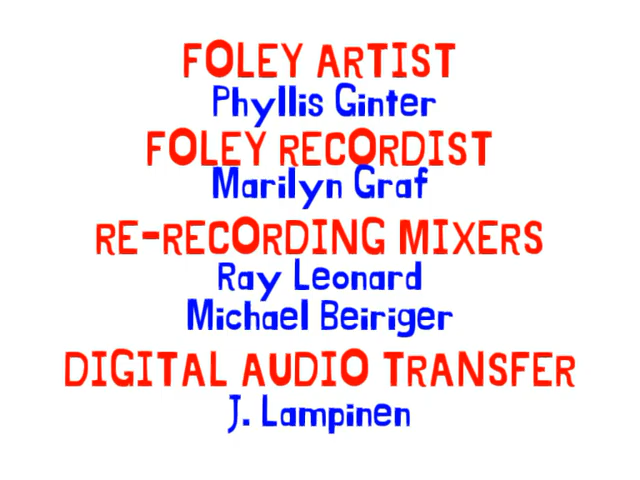 FOLEY ARTIST
Phyllis Ginter
FOLEY RECORDIST
Marilyn Graf
RE-RECORDING MIXERS
Ray Leonard
Michael Beiriger
DIGITAL AUDIO TRANSFER
J. Lampinen